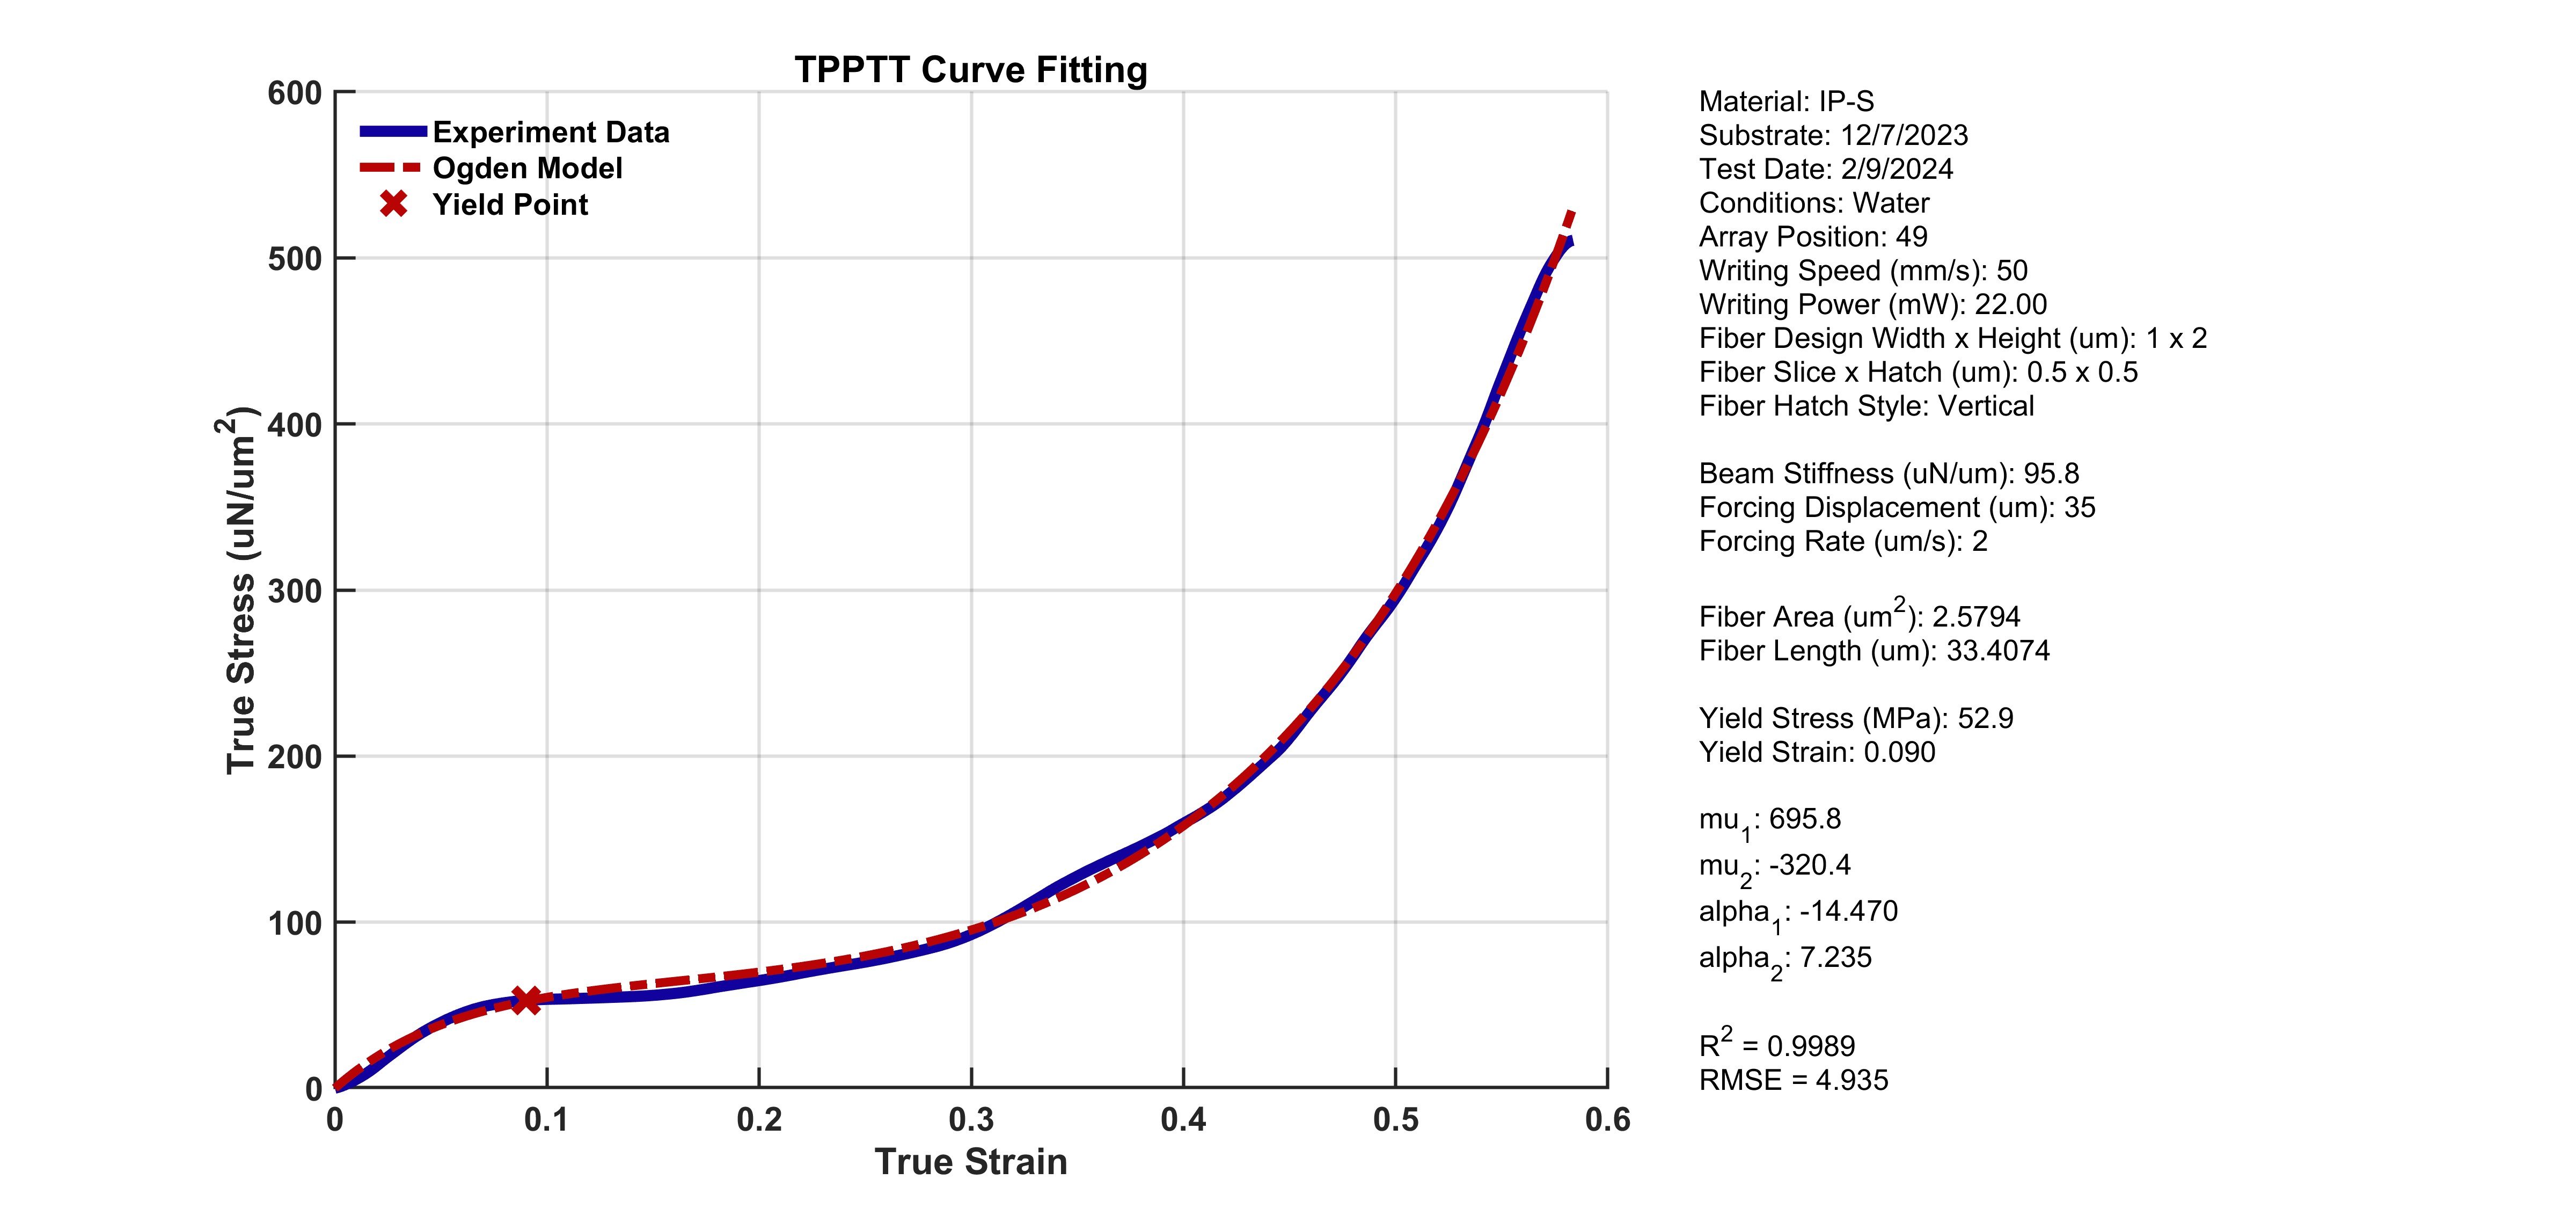 TPPTT Curve Fitting
600
500
400
300
200
100
0
True Stress (uN/um²)
Experiment Data
Ogden Model
Yield Point
0 0.1 0.2 0.3 0.4 0.5 0.6
True Strain
Material: IP-S
Substrate: 12/7/2023
Test Date: 2/9/2024
Conditions: Water
Array Position: 49
Writing Speed (mm/s): 50
Writing Power (mW): 22.00
Fiber Design Width x Height (um): 1 x 2
Fiber Slice x Hatch (um): 0.5 x 0.5
Fiber Hatch Style: Vertical
Beam Stiffness (uN/um): 95.8
Forcing Displacement (um): 35
Forcing Rate (um/s): 2
Fiber Area (um²): 2.5794
Fiber Length (um): 33.4074
Yield Stress (MPa): 52.9
Yield Strain: 0.090
mu₁: 695.8
mu₂: -320.4
alpha₁: -14.470
alpha₂: 7.235
R² = 0.9989
RMSE = 4.935